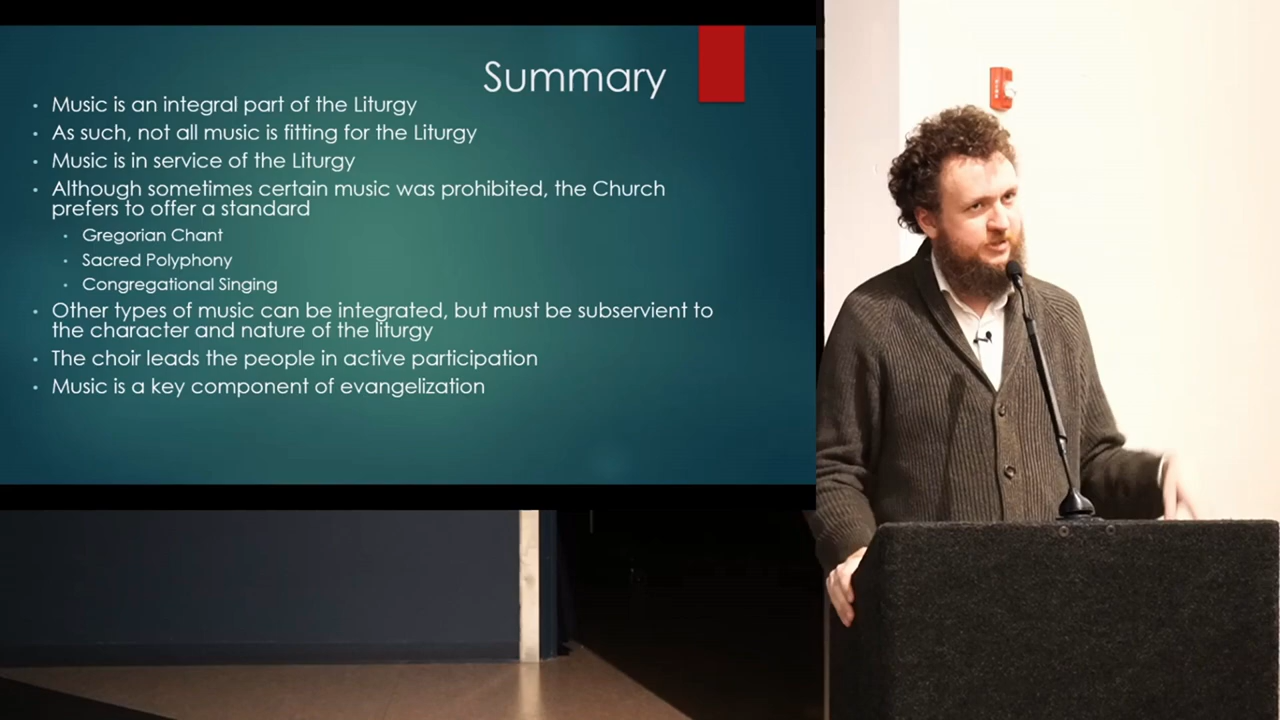 Summary
• Music is an integral part of the Liturgy
• As such, not all music is fitting for the Liturgy
• Music is in service of the Liturgy
• Although sometimes certain music was prohibited, the Church
prefers to offer a standard
• Gregorian Chant
• Sacred Polyphony
• Congregational Singing
• Other types of music can be integrated, but must be subservient to
the character and nature of the liturgy
• The choir leads the people in active participation
• Music is a key component of evangelization